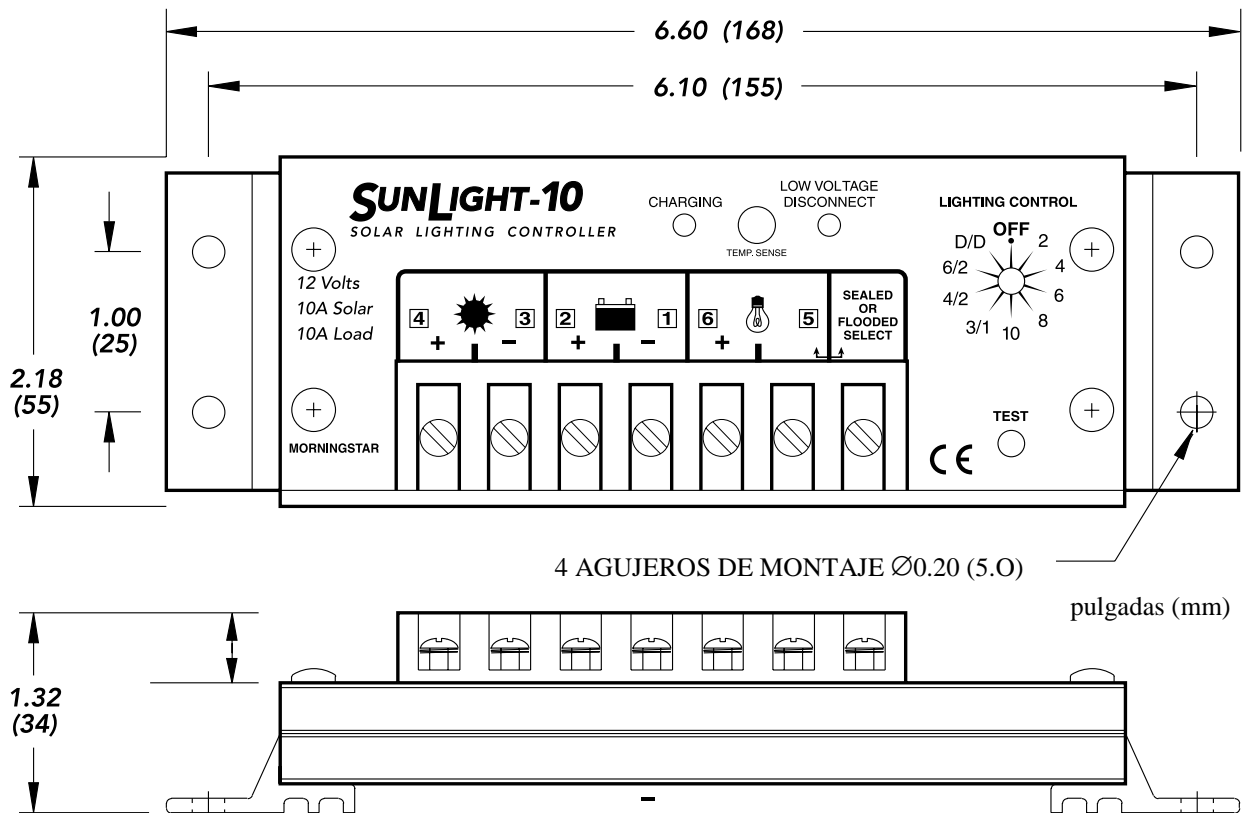 6.60 (168)
6.10 (155)
SUNLIGHT-10
SOLAR LIGHTING CONTROLLER
CHARGING
TEMP. SENSE
LOW VOLTAGE
DISCONNECT
LIGHTING CONTROL
OFF
D/D
2
6/2
4
4/2
6
3/1
10
8
12 Volts
10A Solar
10A Load
4
3
2
1
6
5
+
–
+
–
+
SEALED
OR
FLOODED
SELECT
1.00
(25)
2.18
(55)
MORNINGSTAR
TEST
CE
4 AGUJEROS DE MONTAJE Ø0.20 (5.O)
pulgadas (mm)
1.32
(34)
-